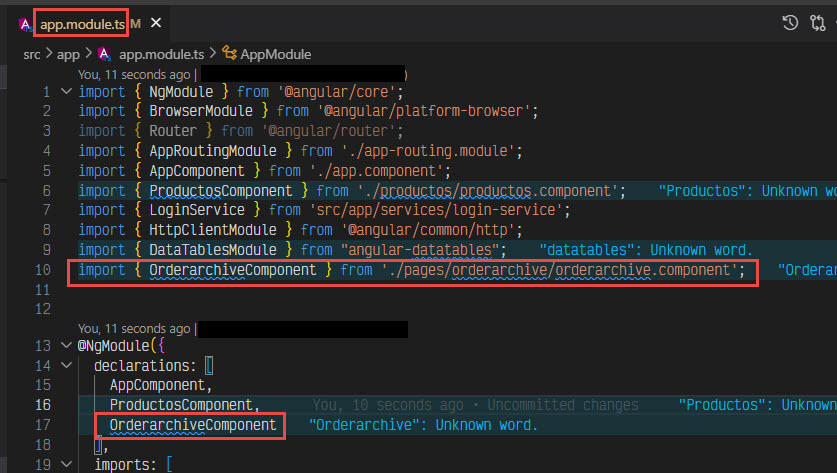 app.module.ts M
src > app > app.module.ts > AppModule
You, 11 seconds ago | )
1 import { NgModule } from '@angular/core';
2 import { BrowserModule } from '@angular/platform-browser';
3 import { Router } from '@angular/router';
4 import { AppRoutingModule } from './app-routing.module';
5 import { AppComponent } from './app.component';
6 import { ProductosComponent } from './productos/productos.component'; "Productos": Unknown wo
7 import { LoginService } from 'src/app/services/login-service';
8 import { HttpClientModule } from '@angular/common/http';
9 import { DataTablesModule } from "angular-datatables"; "datatables": Unknown word.
10 import { OrderarchiveComponent } from './pages/orderarchive/orderarchive.component'; "Orderar
11
12
You, 11 seconds ago |
13 @NgModule({
14 declarations: [
15 AppComponent,
16 ProductosComponent, You, 10 seconds ago • Uncommitted changes "Productos": Unknown
17 OrderarchiveComponent "Orderarchive": Unknown word.
18 ],
19 imports: [